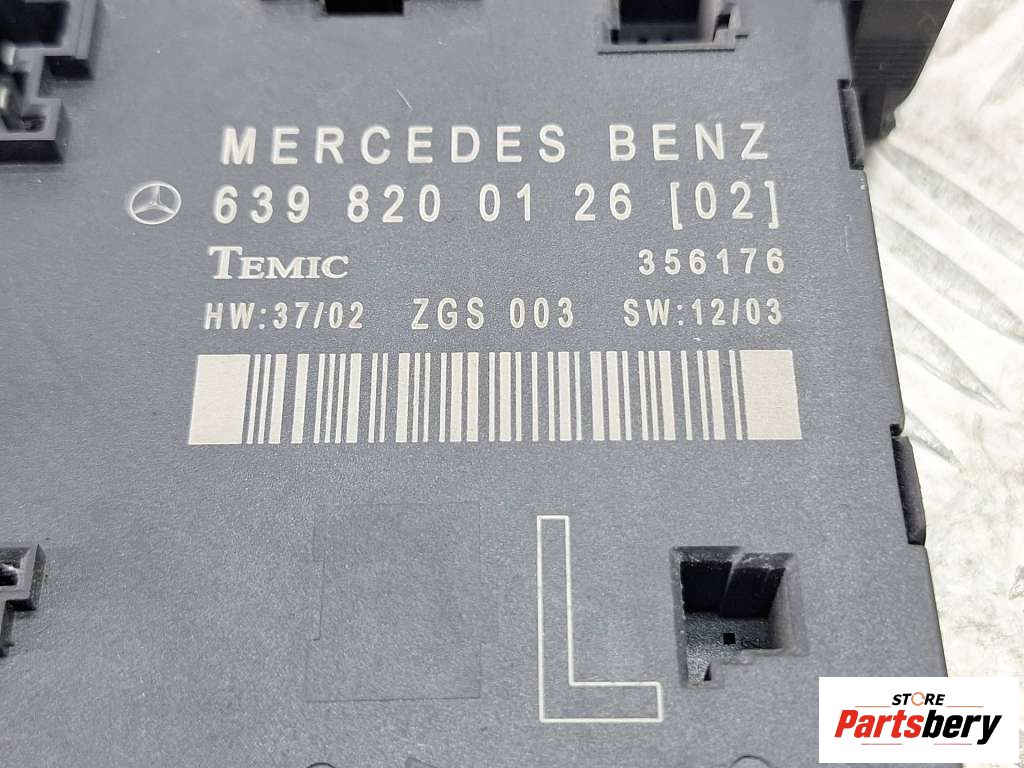 MERCEDES BENZ
639 820 01 26 [02]
TEMIC 356176
HW:37/02 ZGS 003 SW:12/03
L
STORE
Partsbery